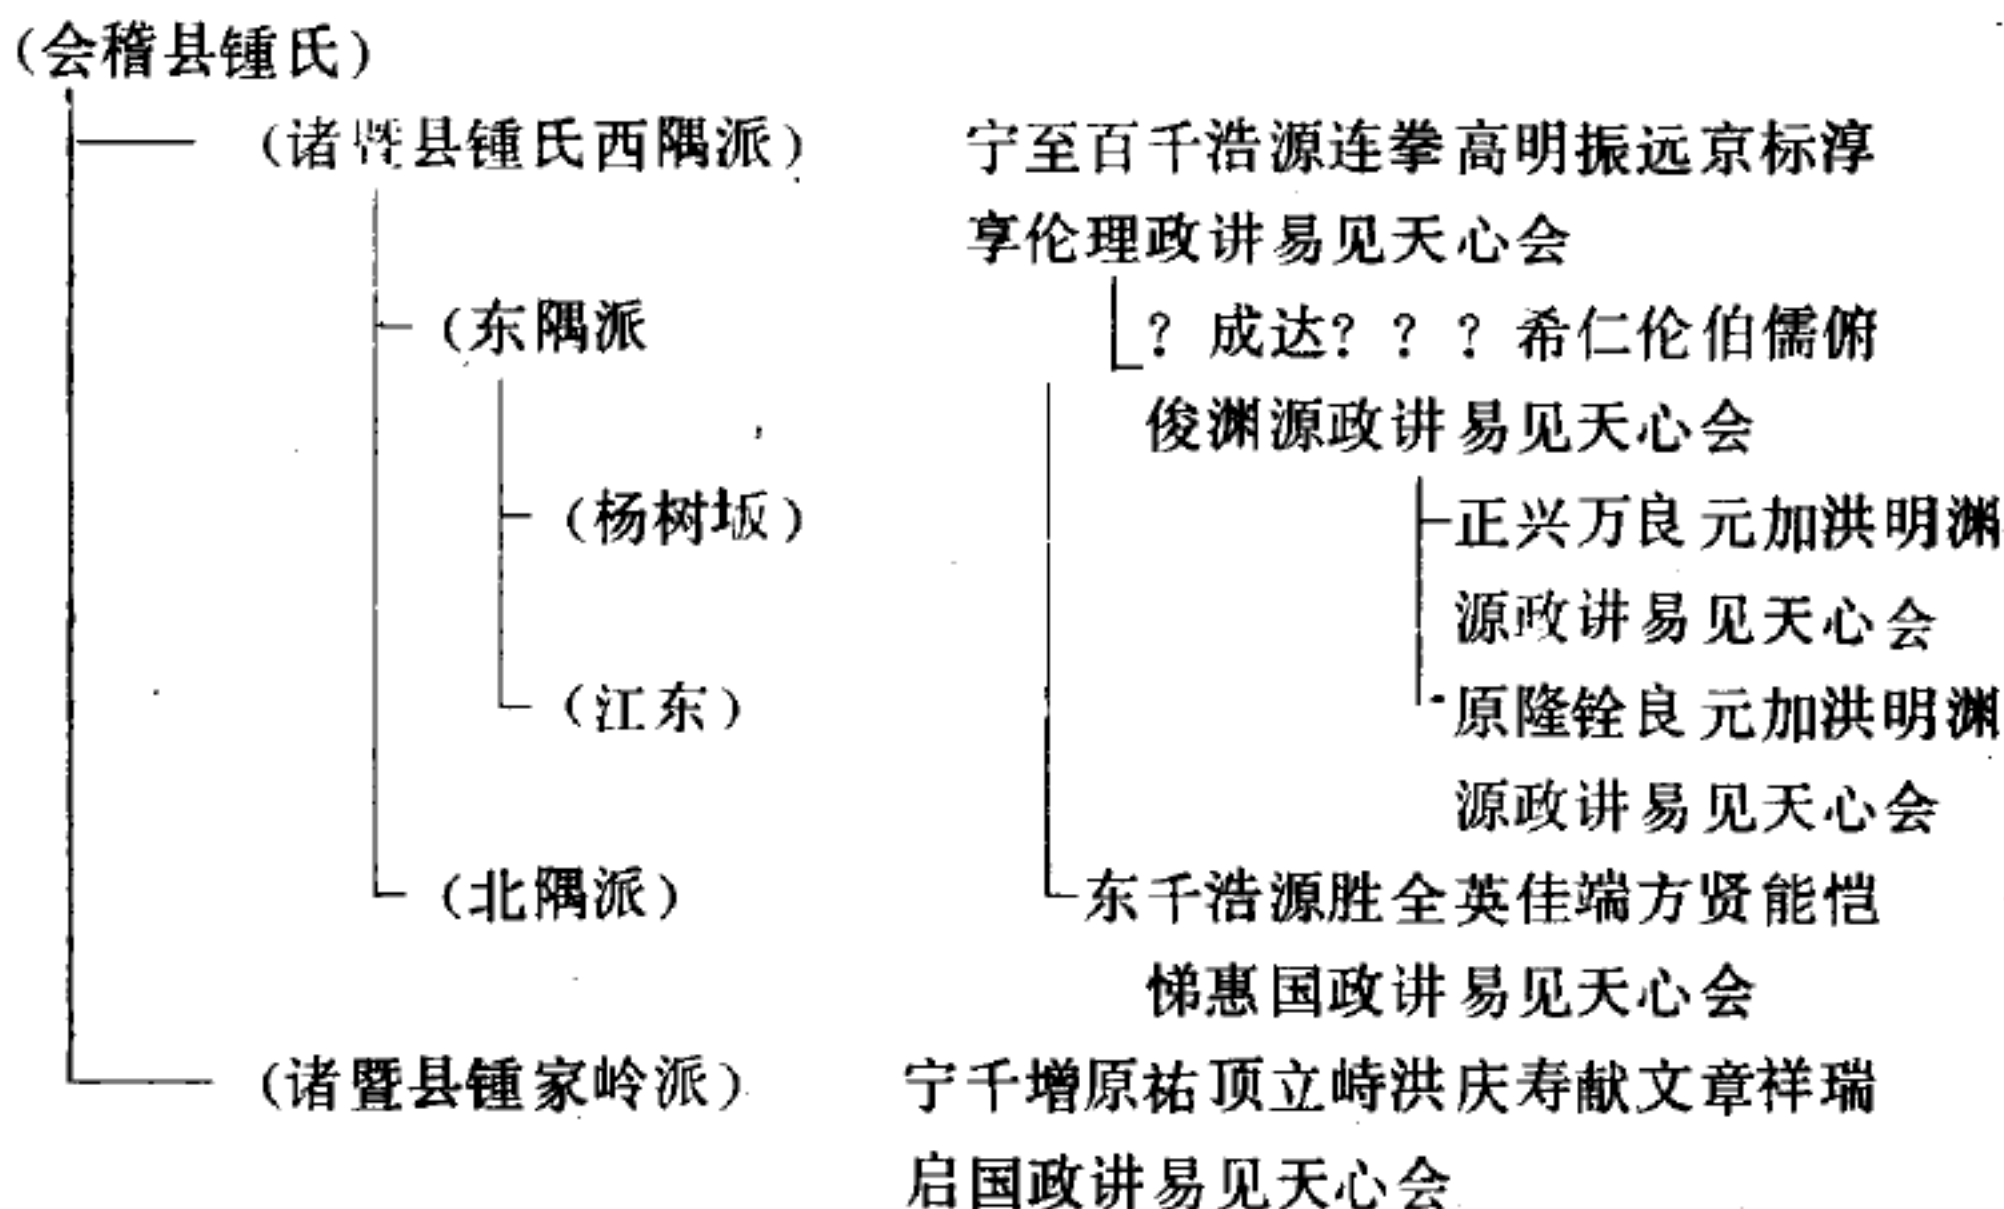 （会稽县锺氏）
（诸暨县锺氏西隅派） 宁至百千浩源连拳高明振远京标淳
享伦理政讲易见天心会
（东隅派 ？成达？？？希仁伦伯儒俯
俊渊源政讲易见天心会
（杨树坂） 正兴万良元加洪明渊
源政讲易见天心会
（江东） 原隆铨良元加洪明渊
源政讲易见天心会
（北隅派） 东千浩源胜全英佳端方贤能恺
悌惠国政讲易见天心会
（诸暨县锺家岭派） 宁千增原祐顶立峙洪庆寿献文章祥瑞
启国政讲易见天心会